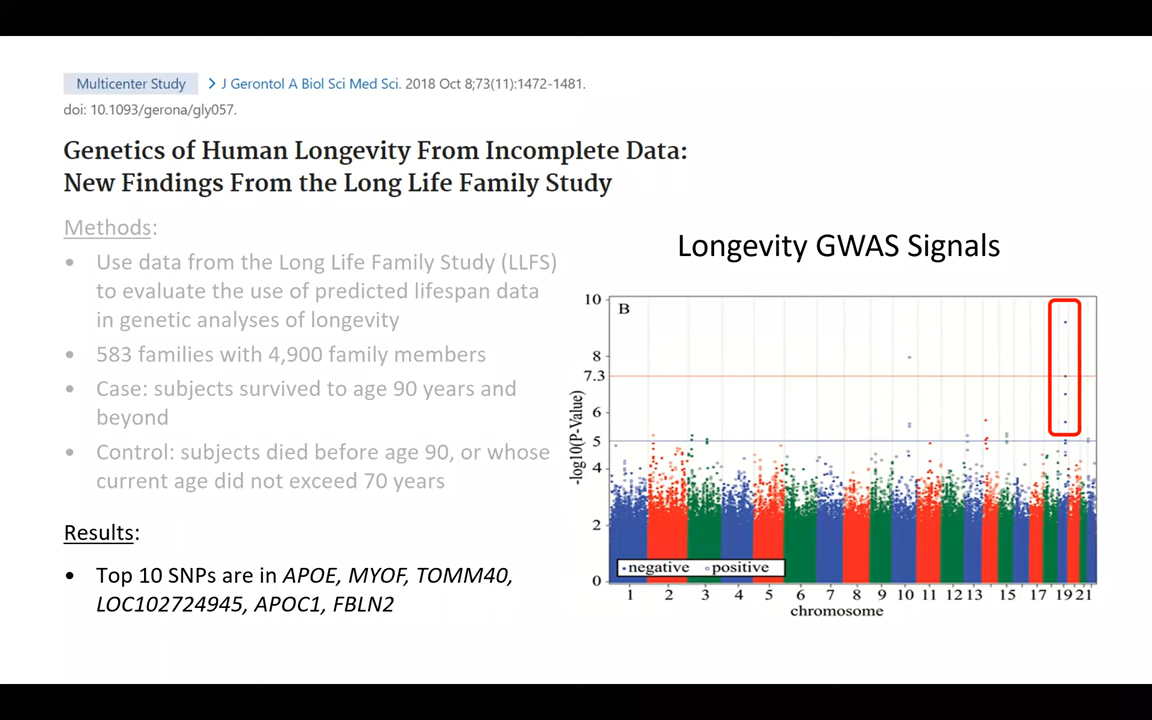 Multicenter Study > J Gerontol A Biol Sci Med Sci. 2018 Oct 8;73(11):1472-1481.
doi: 10.1093/gerona/gly057.
Genetics of Human Longevity From Incomplete Data:
New Findings From the Long Life Family Study
Methods:
• Use data from the Long Life Family Study (LLFS)
to evaluate the use of predicted lifespan data
in genetic analyses of longevity
• 583 families with 4,900 family members
• Case: subjects survived to age 90 years and
beyond
• Control: subjects died before age 90, or whose
current age did not exceed 70 years
Results:
• Top 10 SNPs are in APOE, MYOF, TOMM40,
LOC102724945, APOC1, FBLN2
Longevity GWAS Signals
B
-log10(P-Value)
10
8
7.3
6
5
4
2
0
negative positive
1 2 3 4 5 6 7 8 9 10 11 12 13 15 17 19 21
chromosome